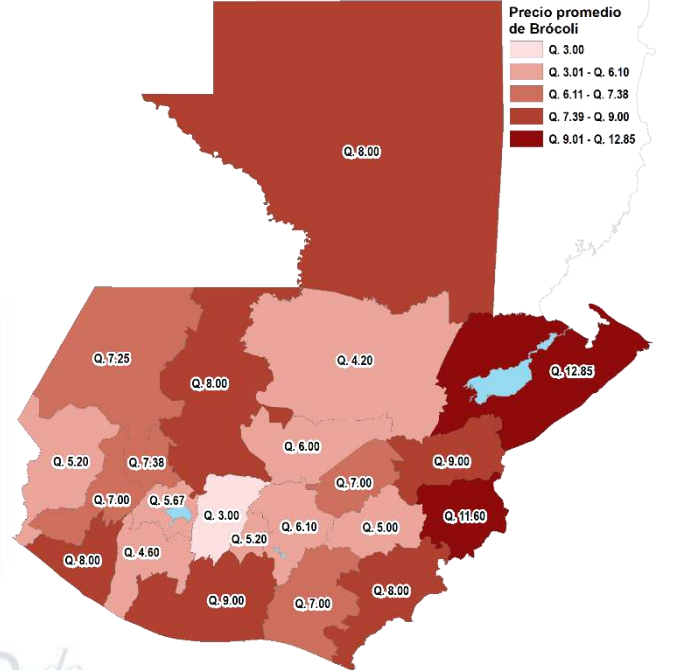 Precio promedio
de Brócoli
Q. 3.00
Q. 3.01 - Q. 6.10
Q. 6.11 - Q. 7.38
Q. 7.39 - Q. 9.00
Q. 9.01 - Q. 12.85
Q. 8.00
Q. 7.25
Q. 8.00
Q. 4.20
Q. 12.85
Q. 5.20
Q. 7.38
Q. 6.00
Q. 9.00
Q. 7.00
Q. 7.00
Q. 5.67
Q. 3.00
Q. 5.20
Q. 6.10
Q. 5.00
Q. 11.60
Q. 8.00
Q. 4.60
Q. 9.00
Q. 7.00
Q. 8.00